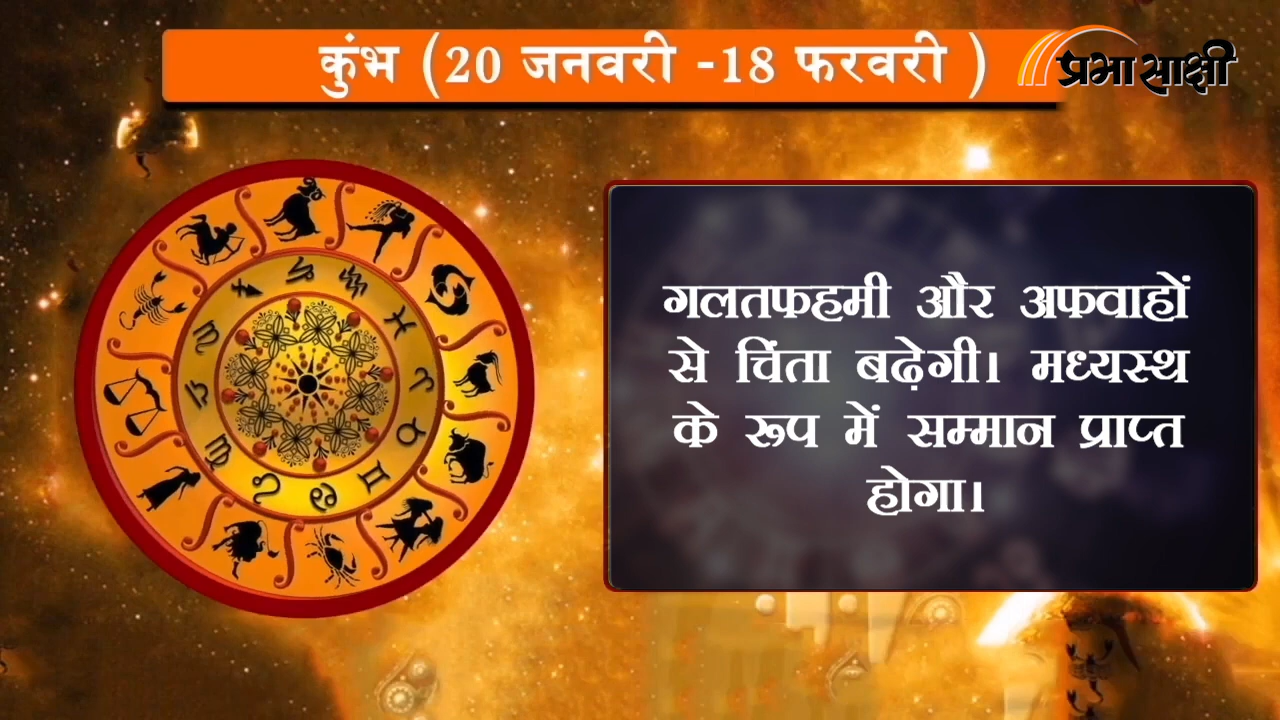 कुंभ (20 जनवरी -18 फरवरी )
प्रभासाक्षी
गलतफहमी और अफवाहों
से चिंता बढ़ेगी। मध्यस्थ
के रूप में सम्मान प्राप्त
होगा।